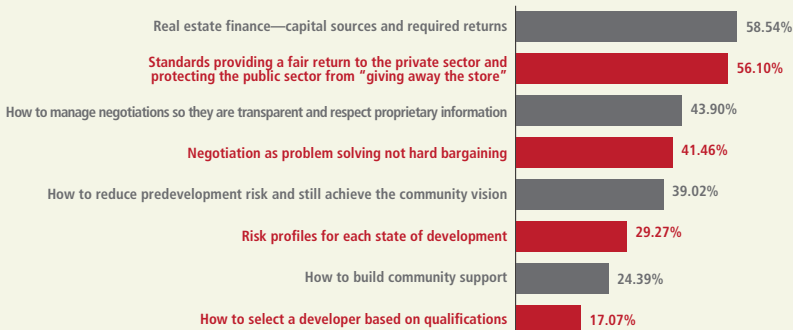 Real estate finance—capital sources and required returns
58.54%
Standards providing a fair return to the private sector and
protecting the public sector from “giving away the store”
56.10%
How to manage negotiations so they are transparent and respect proprietary information
43.90%
Negotiation as problem solving not hard bargaining
41.46%
How to reduce predevelopment risk and still achieve the community vision
39.02%
Risk profiles for each state of development
29.27%
How to build community support
24.39%
How to select a developer based on qualifications
17.07%